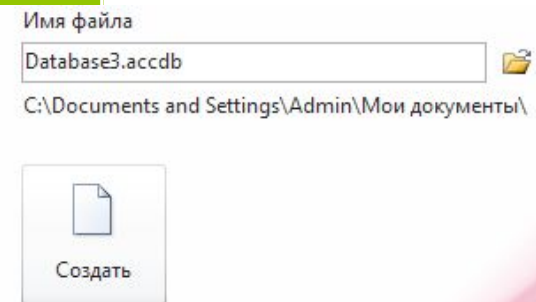 Имя файла
Database3.accdb
C:\Documents and Settings\Admin\Мои документы\
Создать